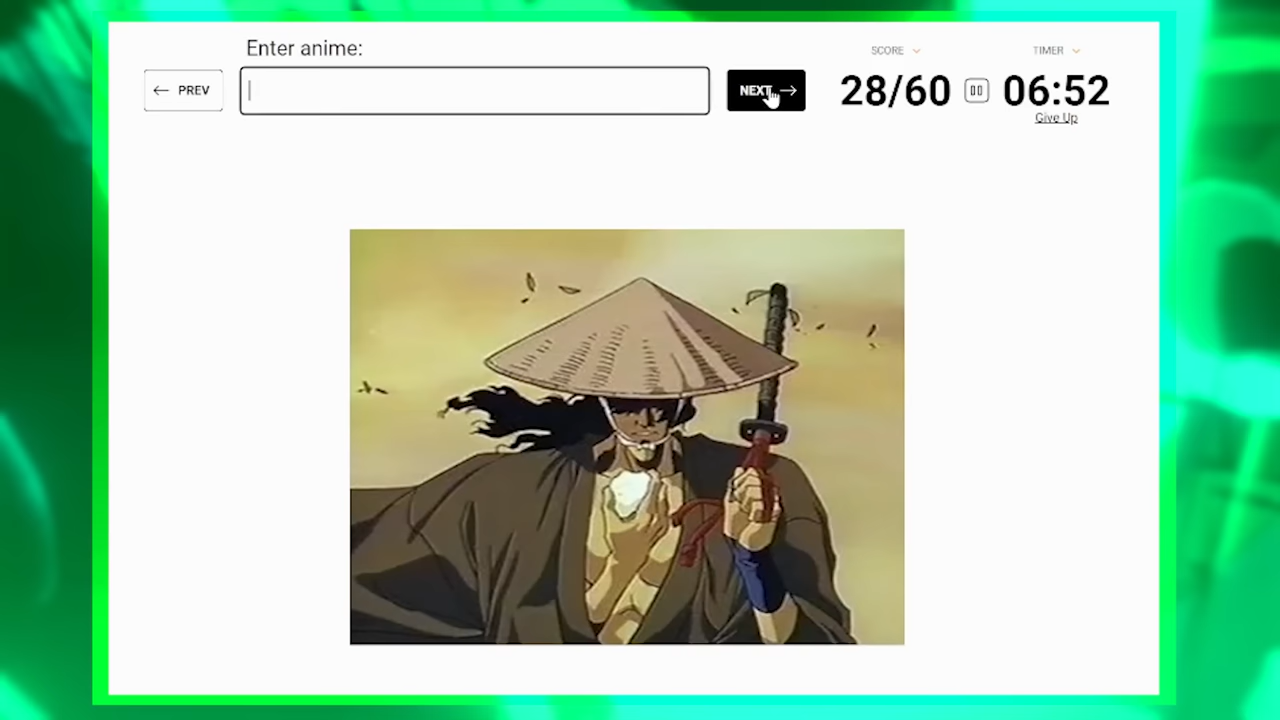 Enter anime:
← PREV
NEXT →
SCORE
28/60
TIMER
06:52
Give Up